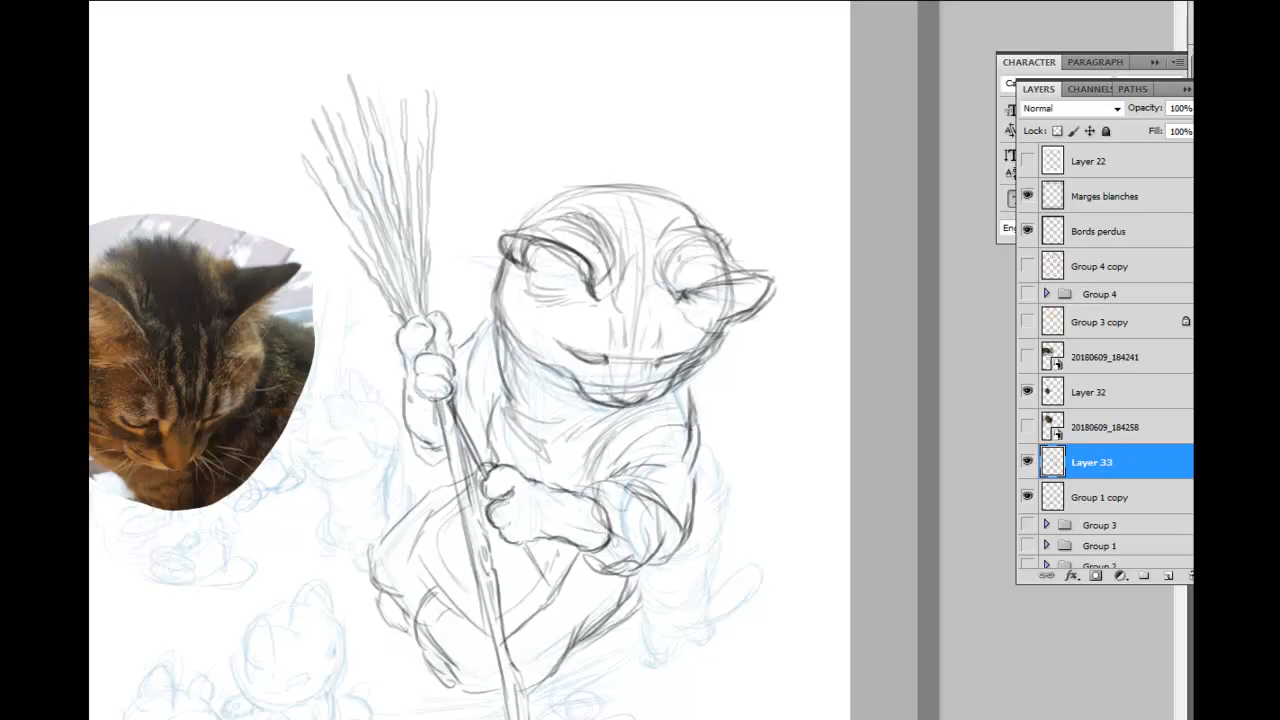 CHARACTER PARAGRAPH
LAYERS CHANNELS PATHS
Normal Opacity: 100%
Lock: Fill: 100%
Layer 22
Marges blanches
Bords perdus
Group 4 copy
Group 4
Group 3 copy
20180609_184241
Layer 32
20180609_184258
Layer 33
Group 1 copy
Group 3
Group 1
Group 2